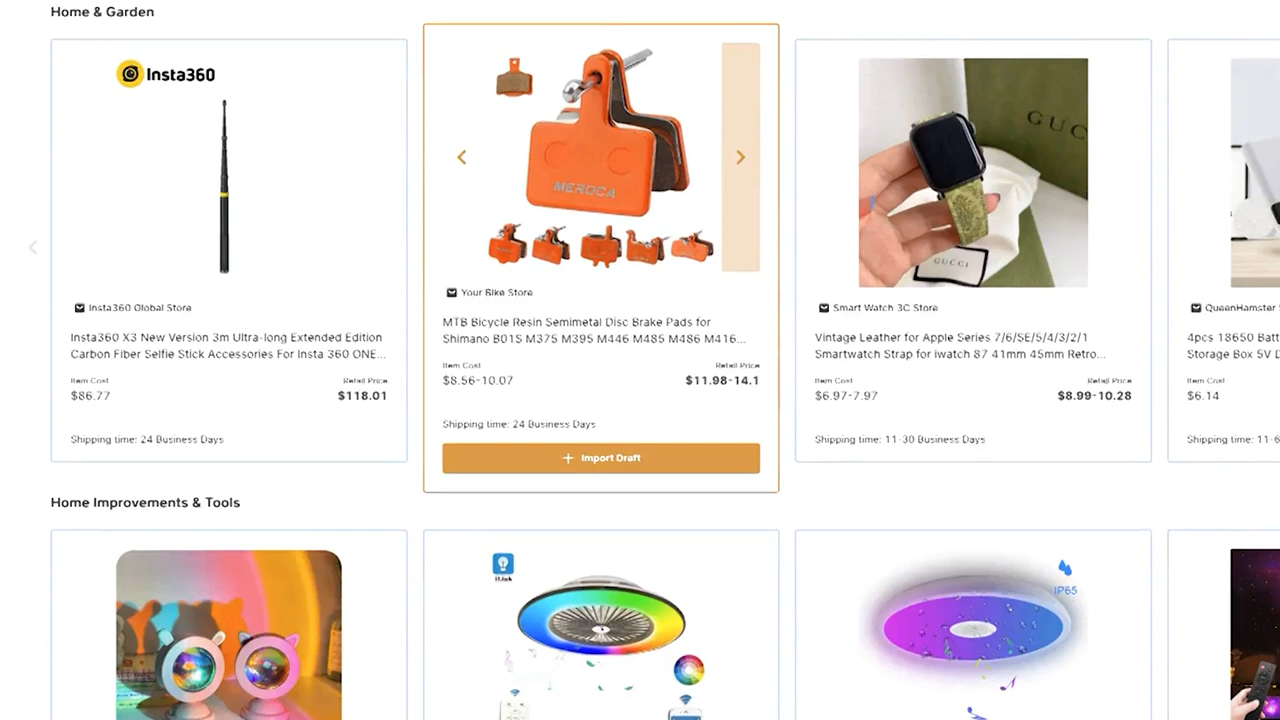 Home & Garden
Insta360
MEROCA
GUCC
GUCCI
Insta360 Global Store
Insta360 X3 New Version 3m Ultra-long Extended Edition
Carbon Fiber Selfie Stick Accessories For Insta 360 ONE...
Item Cost
Retail Price
$86.77
$118.01
Shipping time: 24 Business Days
Your Bike Store
MTB Bicycle Resin Semimetal Disc Brake Pads for
Shimano B01S M375 M395 M446 M485 M486 M416...
Item Cost
Retail Price
$8.56-10.07
$11.98-14.1
Shipping time: 24 Business Days
+ Import Draft
Smart Watch 3C Store
Vintage Leather for Apple Series 7/6/SE/5/4/3/2/1
Smartwatch Strap for iwatch 87 41mm 45mm Retro...
Item Cost
Retail Price
$6.97-7.97
$8.99-10.28
Shipping time: 11-30 Business Days
QueenHamster
4pcs 18650 Batt
Storage Box 5V D
Item Cost
$6.14
Shipping time: 11-6
Home Improvements & Tools
IP65